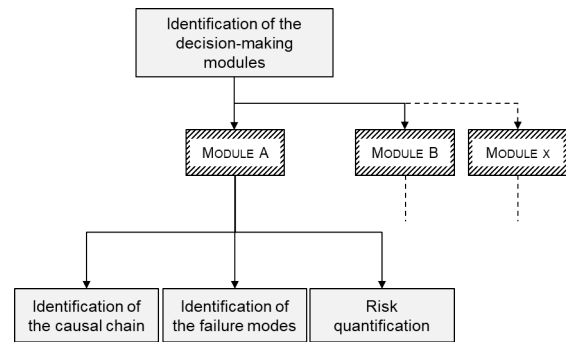 Identification of the
decision-making
modules
MODULE A
MODULE B
MODULE X
Identification of
the causal chain
Identification of
the failure modes
Risk
quantification